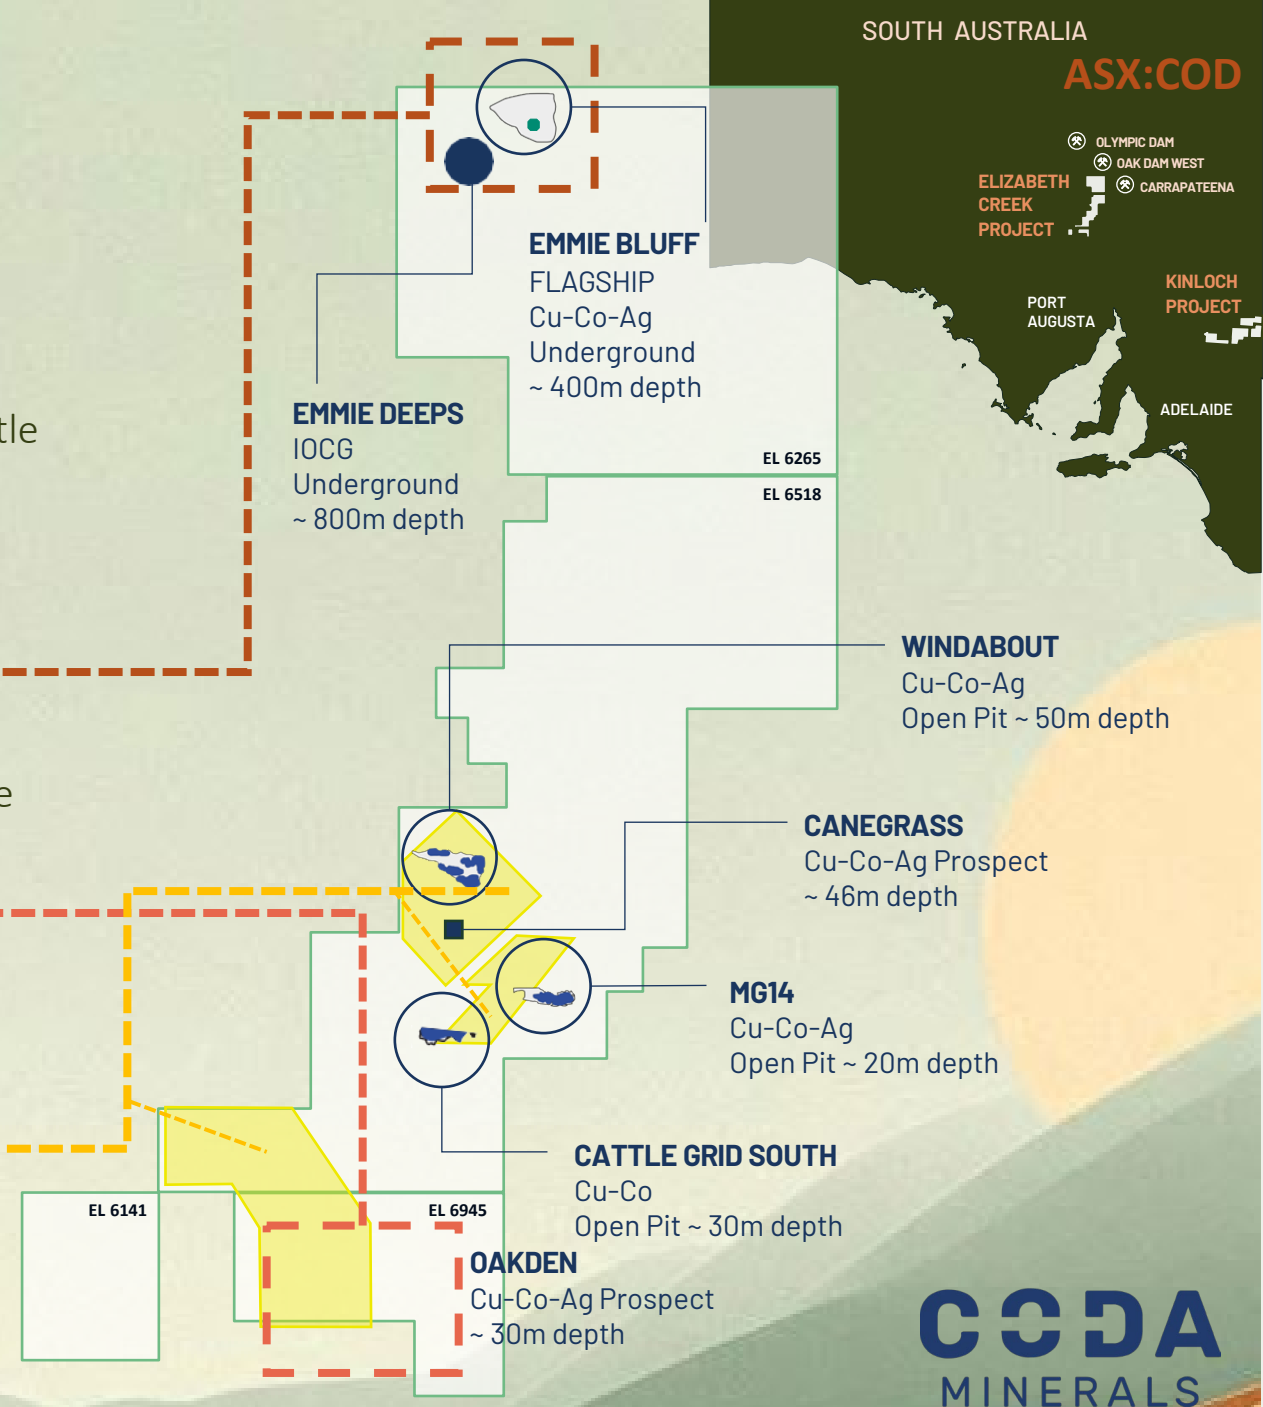 SOUTH AUSTRALIA
ASX:COD
OLYMPIC DAM
OAK DAM WEST
CARRAPATEENA
ELIZABETH
CREEK
PROJECT
KINLOCH
PROJECT
PORT
AUGUSTA
ADELAIDE
EMMIE BLUFF
FLAGSHIP
Cu-Co-Ag
Underground
~ 400m depth
EMMIE DEEPS
IOCG
Underground
~ 800m depth
tle
EL 6265
EL 6518
WINDABOUT
Cu-Co-Ag
Open Pit ~ 50m depth
e
CANEGRASS
Cu-Co-Ag Prospect
~ 46m depth
MG14
Cu-Co-Ag
Open Pit ~ 20m depth
CATTLE GRID SOUTH
Cu-Co
Open Pit ~ 30m depth
EL 6141
EL 6945
OAKDEN
Cu-Co-Ag Prospect
~ 30m depth
CODA
MINERALS